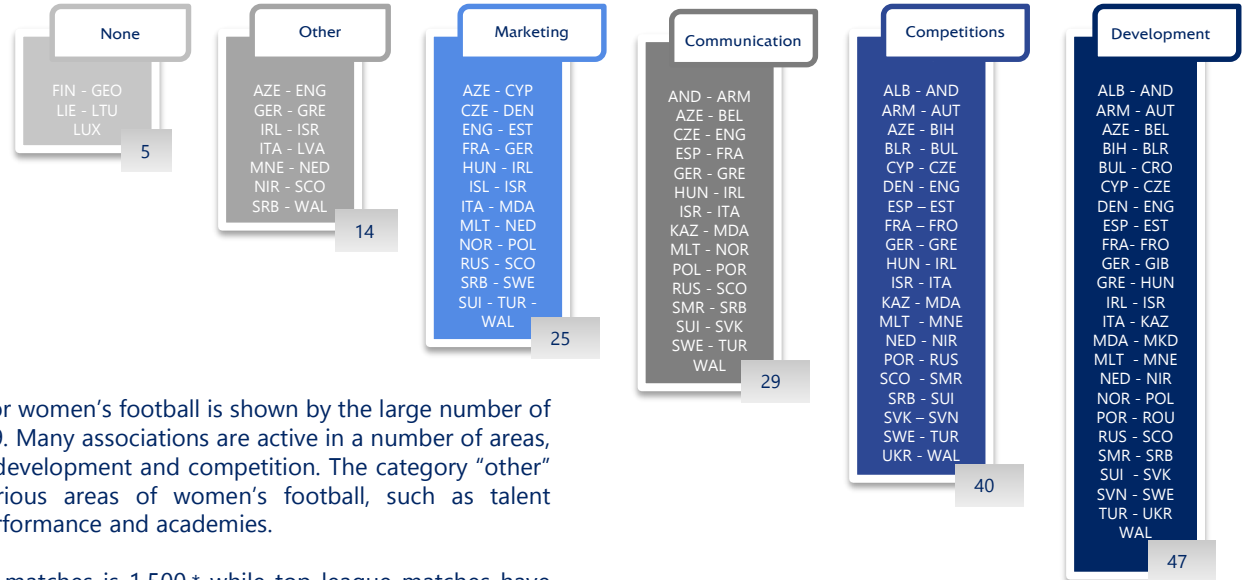 None
FIN - GEO
LIE - LTU
LUX
5
Other
AZE - ENG
GER - GRE
IRL - ISR
ITA - LVA
MNE - NED
NIR - SCO
SRB - WAL
14
Marketing
AZE - CYP
CZE - DEN
ENG - EST
FRA - GER
HUN - IRL
ISL - ISR
ITA - MDA
MLT - NED
NOR - POL
RUS - SCO
SRB - SWE
SUI - TUR -
WAL
25
Communication
AND - ARM
AZE - BEL
CZE - ENG
ESP - FRA
GER - GRE
HUN - IRL
ISR - ITA
KAZ - MDA
MLT - NOR
POL - POR
RUS - SCO
SMR - SRB
SUI - SVK
SWE - TUR
WAL
29
Competitions
ALB - AND
ARM - AUT
AZE - BIH
BLR - BUL
CYP - CZE
DEN - ENG
ESP – EST
FRA – FRO
GER - GRE
HUN - IRL
ISR - ITA
KAZ - MDA
MLT - MNE
NED - NIR
POR - RUS
SCO - SMR
SRB - SUI
SVK – SVN
SWE - TUR
UKR - WAL
40
Development
ALB - AND
ARM - AUT
AZE - BEL
BIH - BLR
BUL - CRO
CYP - CZE
DEN - ENG
ESP - EST
FRA- FRO
GER - GIB
GRE - HUN
IRL - ISR
ITA - KAZ
MDA - MKD
MLT - MNE
NED - NIR
NOR - POL
POR - ROU
RUS - SCO
SMR - SRB
SUI - SVK
SVN - SWE
TUR - UKR
WAL
47
or women's football is shown by the large number of
9. Many associations are active in a number of areas,
development and competition. The category "other"
rious areas of women's football, such as talent
rformance and academies.
matches is 1,500 * while top league matches have